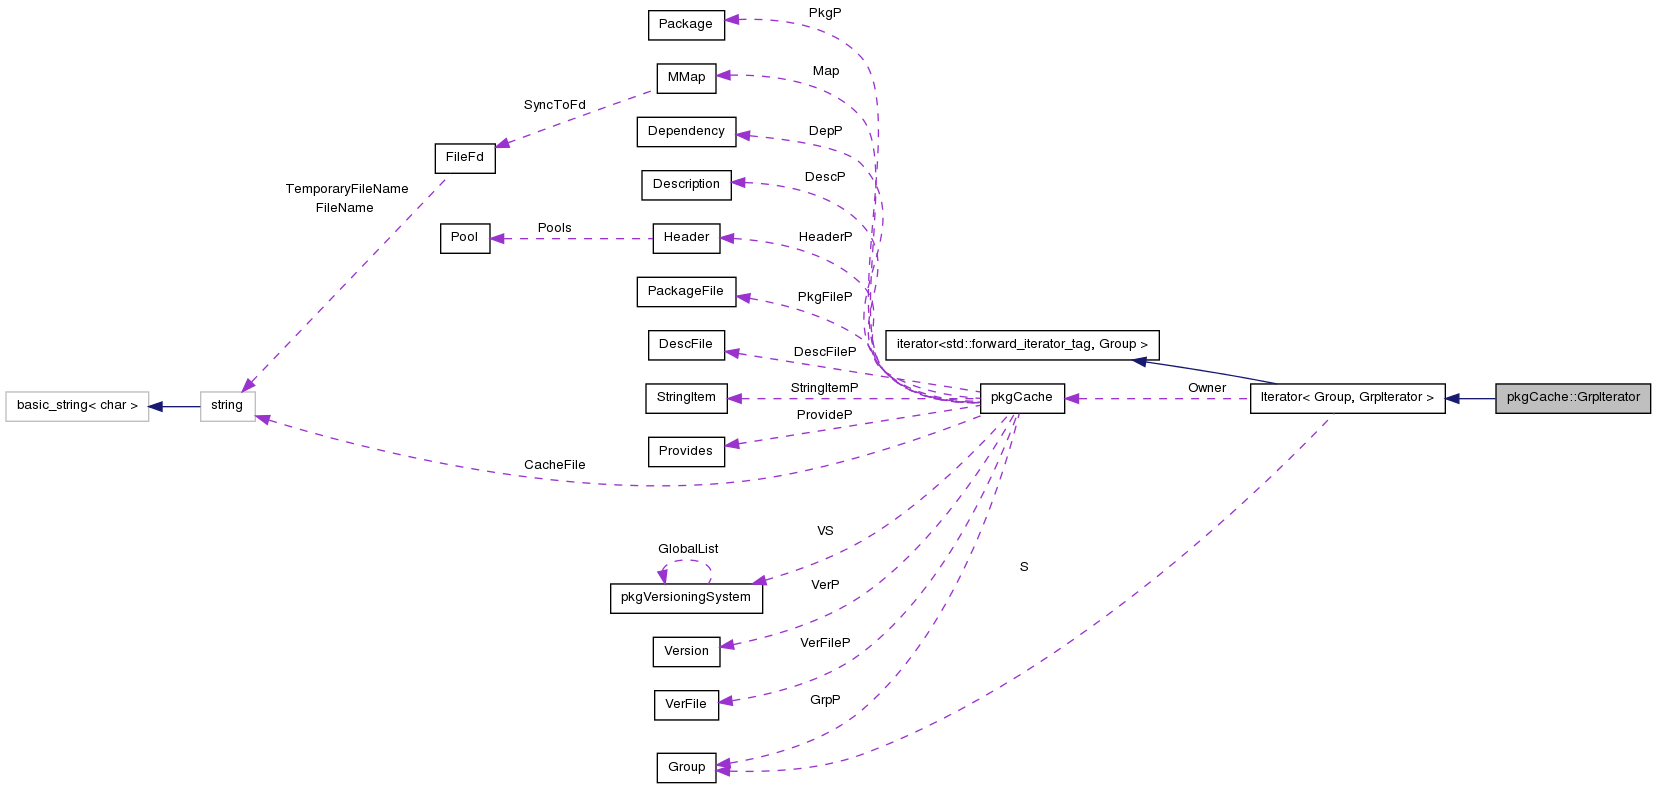 PkgP
Package
Map
MMap
SyncToFd
Dependency
DepP
FileFd
Description
DescP
TemporaryFileName
FileName
Pool
Pools
Header
HeaderP
PackageFile
PkgFileP
DescFile
DescFileP
iterator<std::forward_iterator_tag, Group >
basic_string< char >
string
StringItem
StringItemP
pkgCache
Owner
Iterator< Group, GrpIterator >
pkgCache::GrpIterator
ProvideP
Provides
CacheFile
VS
GlobalList
S
pkgVersioningSystem
VerP
Version
VerFileP
VerFile
GrpP
Group